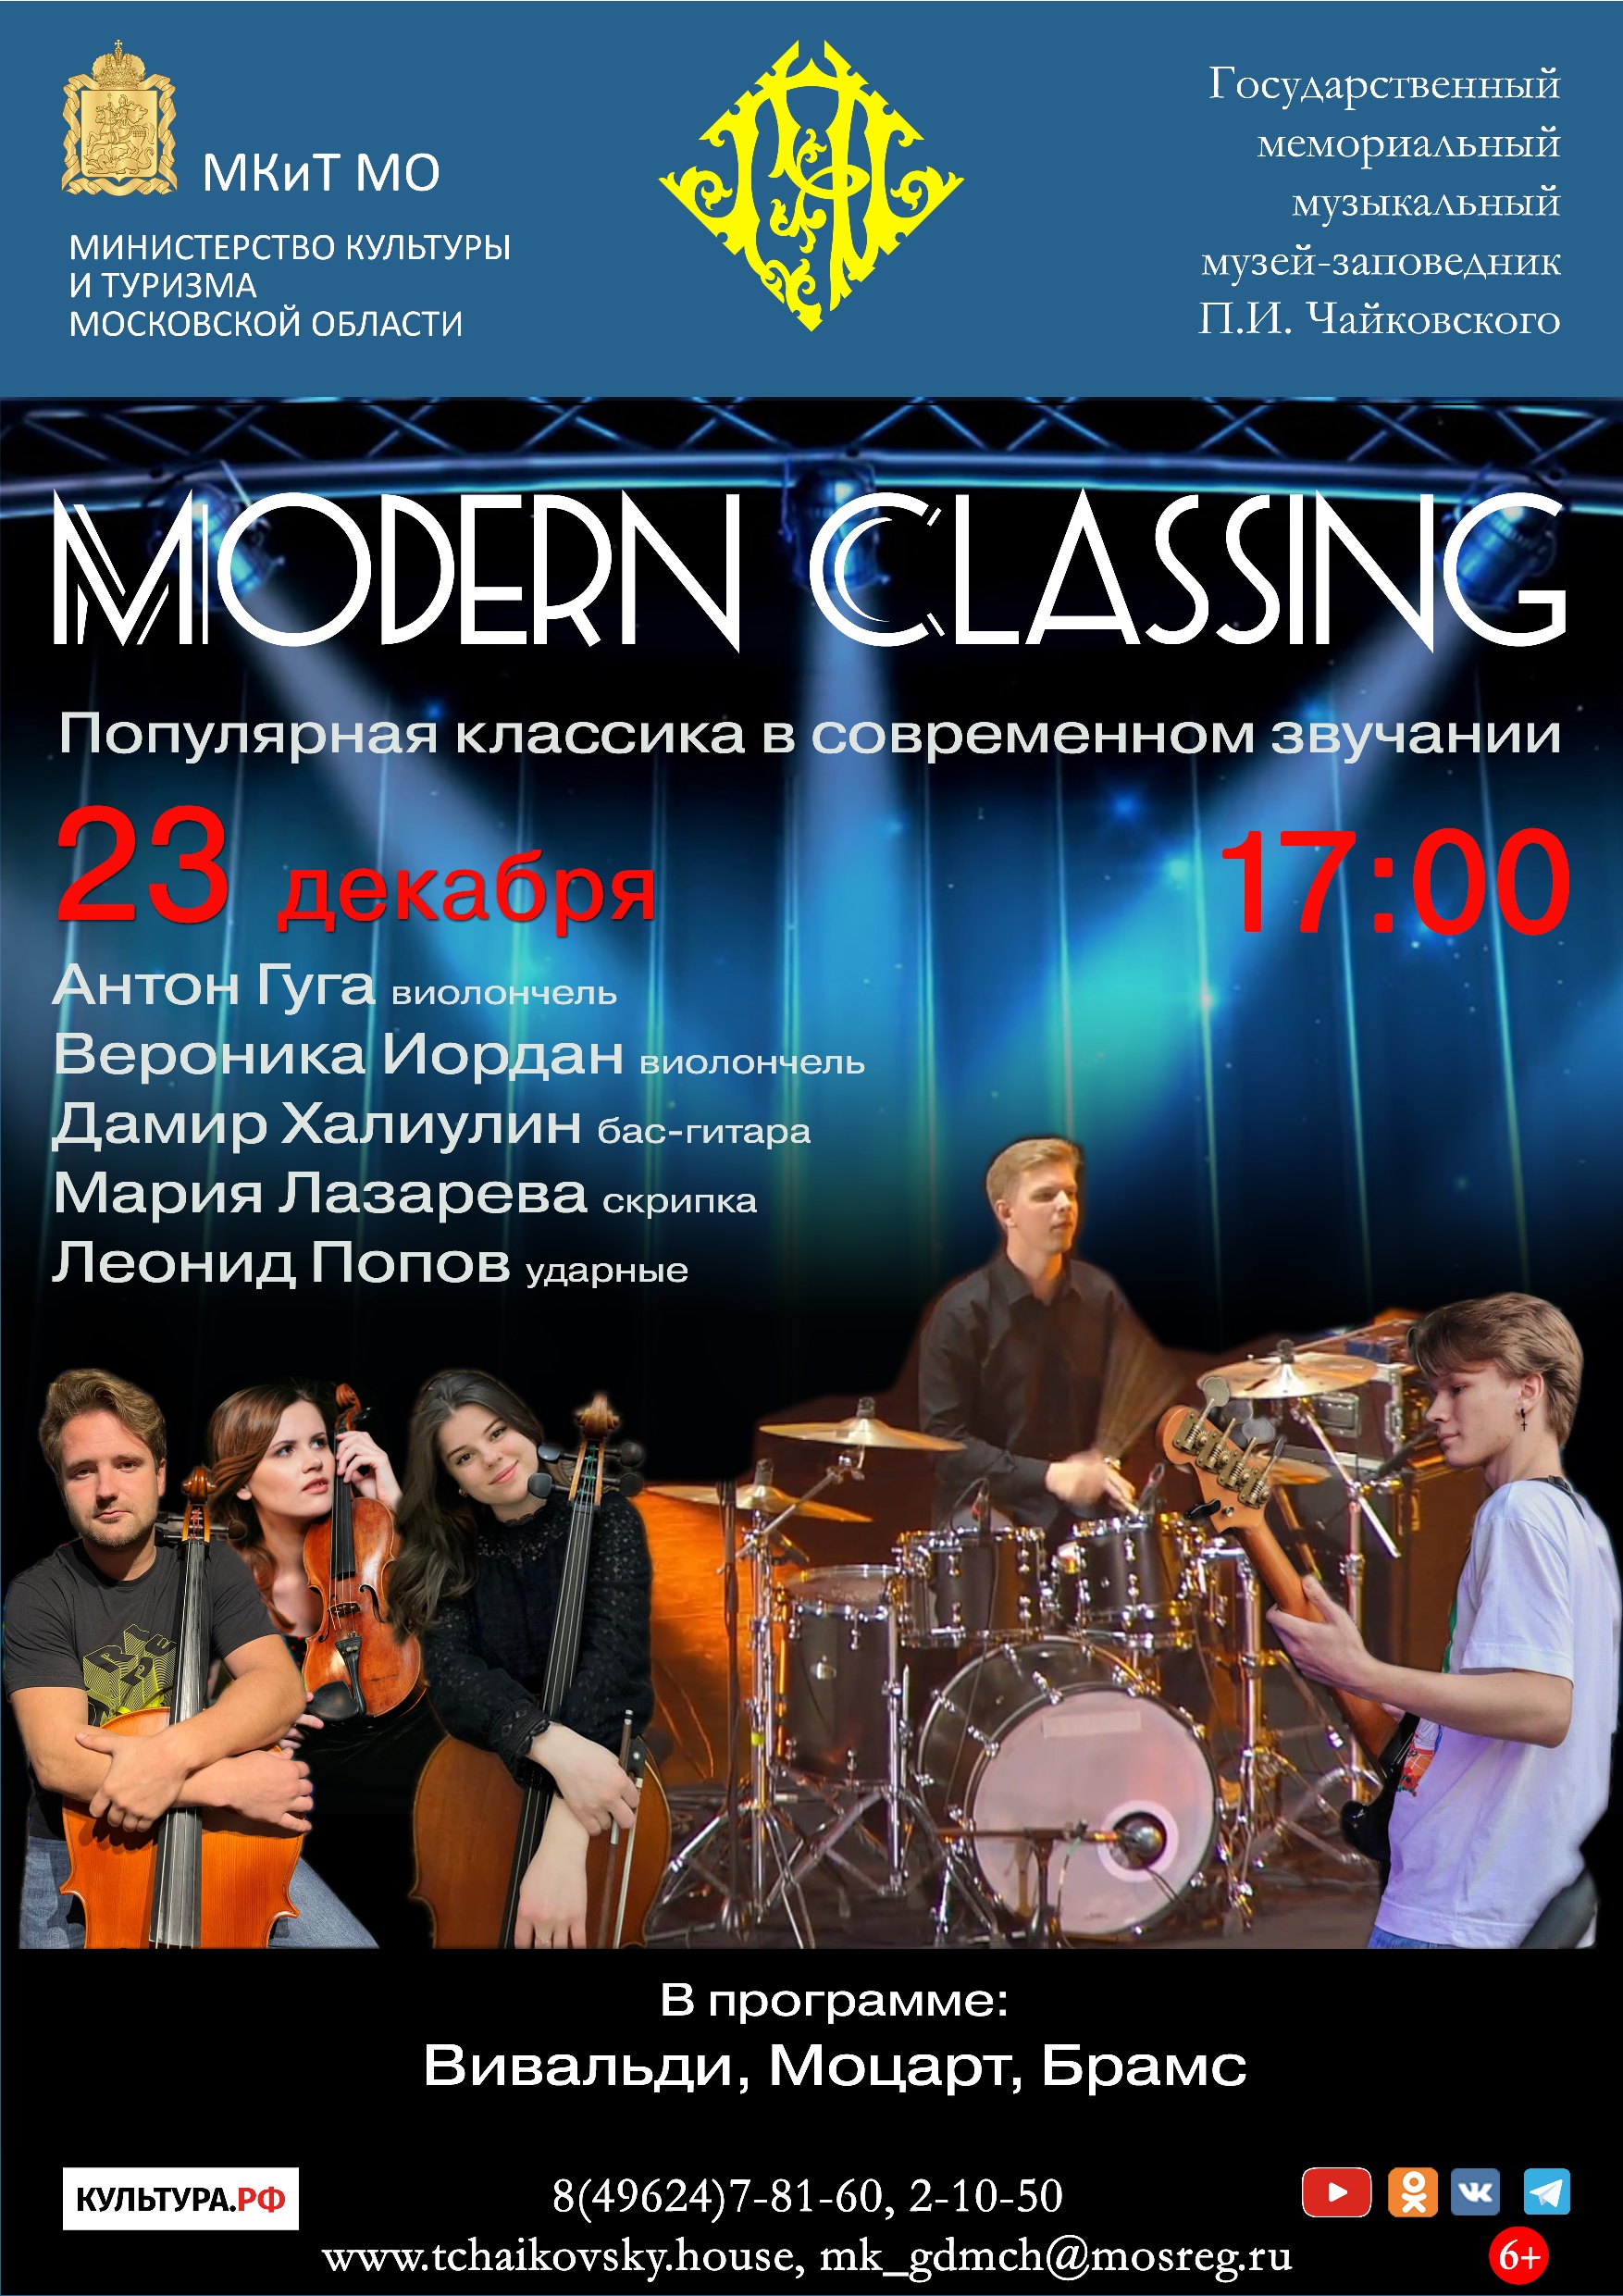 МКиТ МО
МИНИСТЕРСТВО КУЛЬТУРЫ
И ТУРИЗМА
МОСКОВСКОЙ ОБЛАСТИ
Государственный
мемориальный
музыкальный
музей-заповедник
П.И. Чайковского
MODERN CLASSING
Популярная классика в современном звучании
23 декабря
17:00
Антон Гуга виолончель
Вероника Иордан виолончель
Дамир Халиулин бас-гитара
Мария Лазарева скрипка
Леонид Попов ударные
В программе:
Вивальди, Моцарт, Брамс
КУЛЬТУРА.РФ
8(49624)7-81-60, 2-10-50
www.tchaikovsky.house, mk_gdmch@mosreg.ru
6+